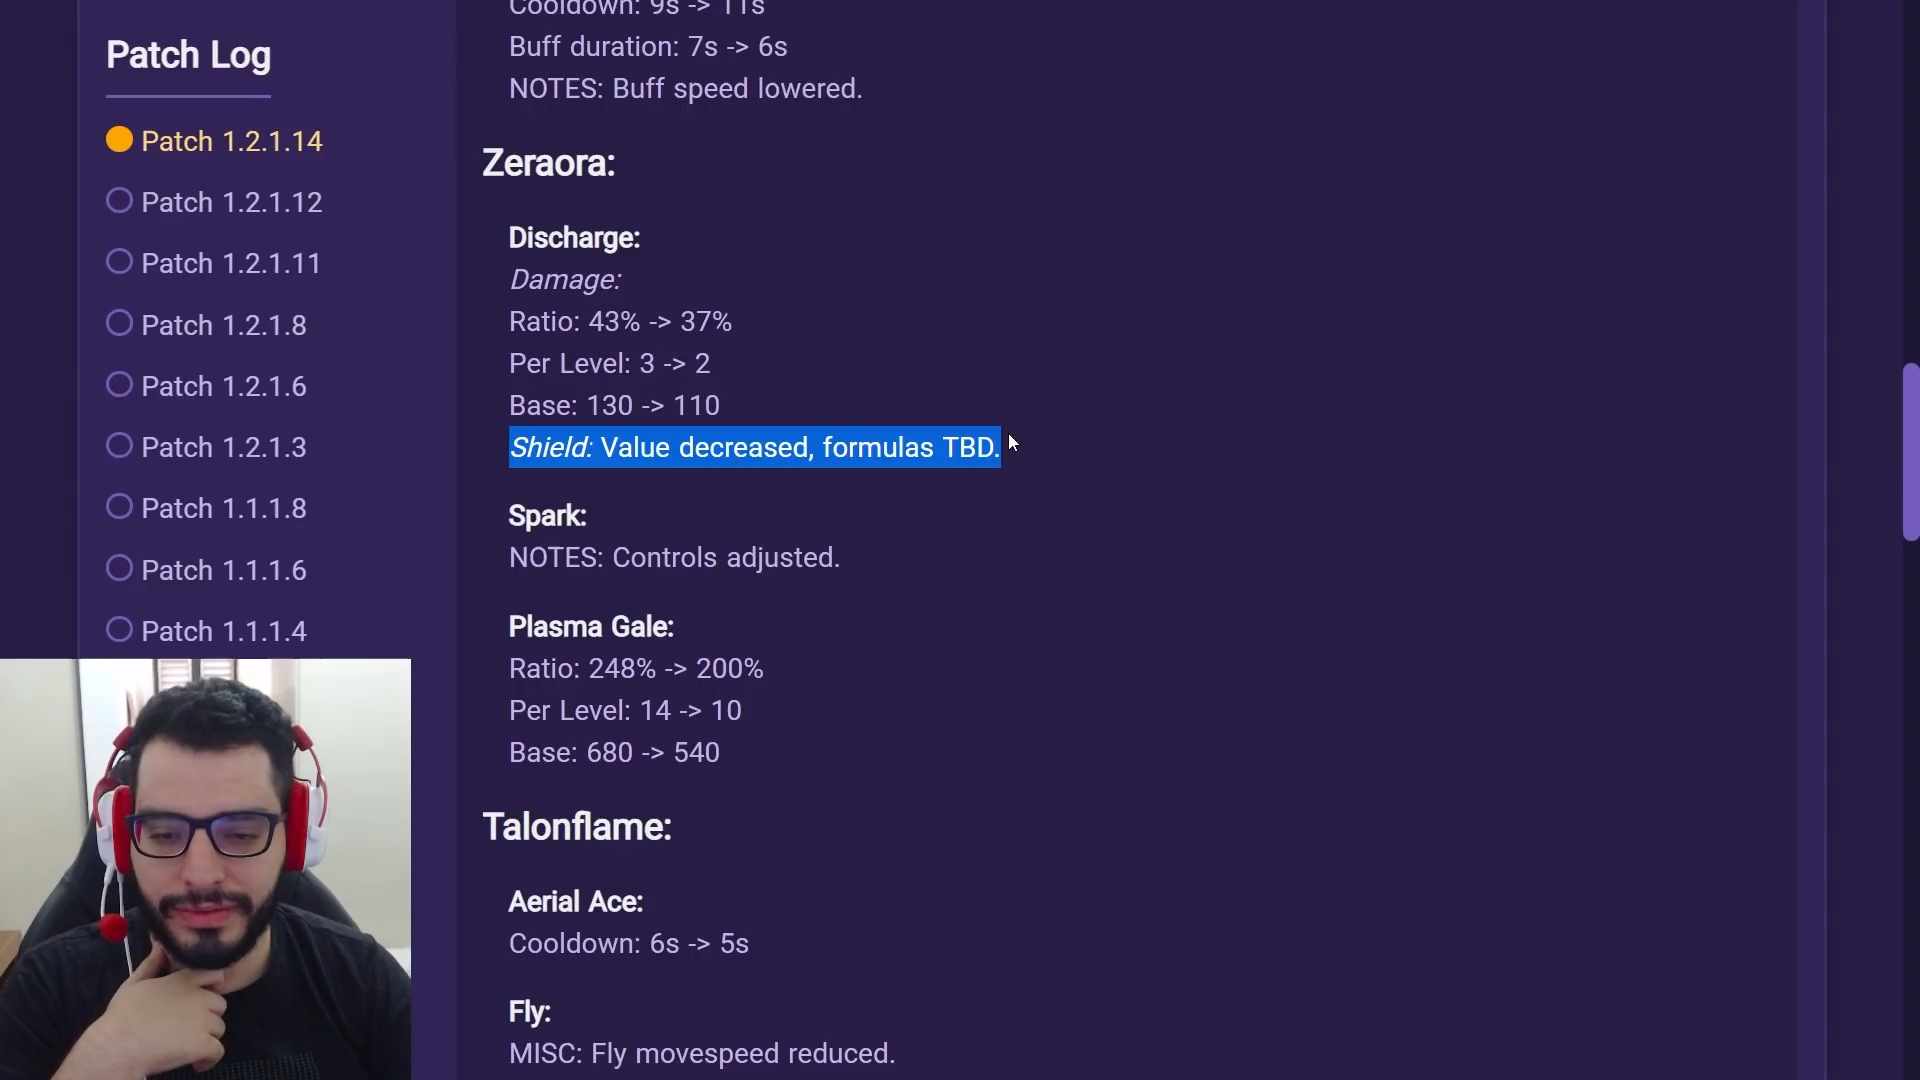 Patch Log
Patch 1.2.1.14
Patch 1.2.1.12
Patch 1.2.1.11
Patch 1.2.1.8
Patch 1.2.1.6
Patch 1.2.1.3
Patch 1.1.1.8
Patch 1.1.1.6
Patch 1.1.1.4
Cooldown: 9s -> 11s
Buff duration: 7s -> 6s
NOTES: Buff speed lowered.
Zeraora:
Discharge:
Damage:
Ratio: 43% -> 37%
Per Level: 3 -> 2
Base: 130 -> 110
Shield: Value decreased, formulas TBD.
Spark:
NOTES: Controls adjusted.
Plasma Gale:
Ratio: 248% -> 200%
Per Level: 14 -> 10
Base: 680 -> 540
Talonflame:
Aerial Ace:
Cooldown: 6s -> 5s
Fly:
MISC: Fly movespeed reduced.